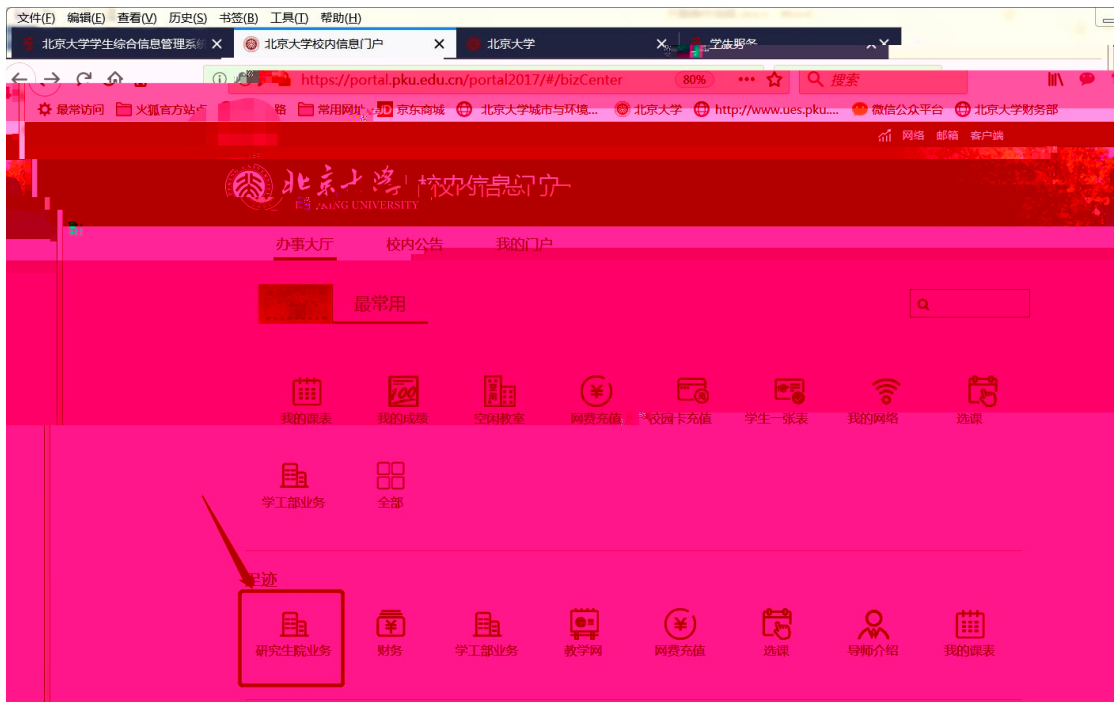 文件(F) 编辑(E) 查看(V) 历史(S) 书签(B) 工具(T) 帮助(H)
北京大学学生综合信息管理系统 北京大学校内信息门户 北京大学
https://portal.pku.edu.cn/portal2017/#/bizCenter 80% 搜索
最常访问 火狐官方站点 常用网址 京东商城 北京大学城市与环境... 北京大学 http://www.ues.pku.... 微信公众平台 北京大学财务部
网络 邮箱 客户端
北京大学 校内信息门户
UNIVERSITY
办事大厅 校内公告 我的门户
最常用
我的课表 我的成绩 空闲教室 网费充值 校园卡充值 学生一张表 我的网络 选课
学工部业务 全部
足迹
研究生院业务 财务 学工部业务 教学网 网费充值 选课 导师介绍 我的课表